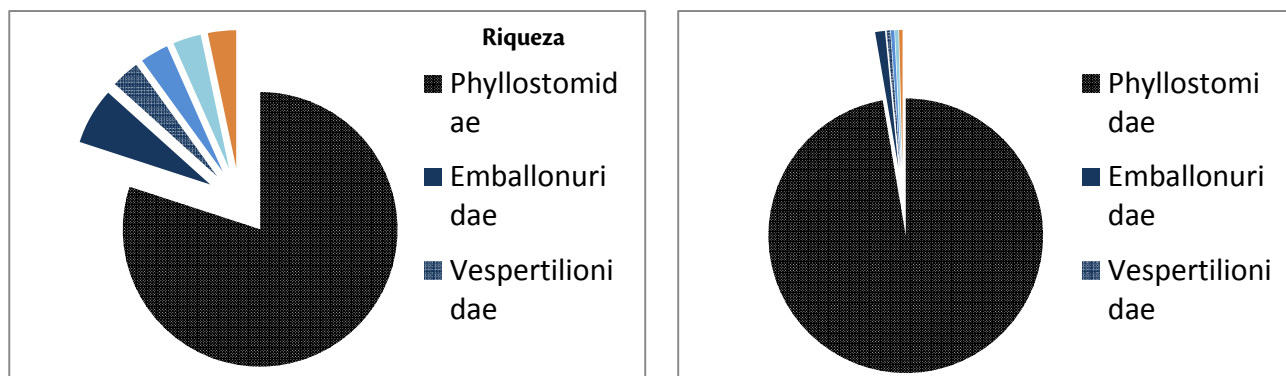 Riqueza
Phyllostomid
ae
Emballonuri
dae
Vespertilioni
dae
Phyllostomi
dae
Emballonuri
dae
Vespertilioni
dae